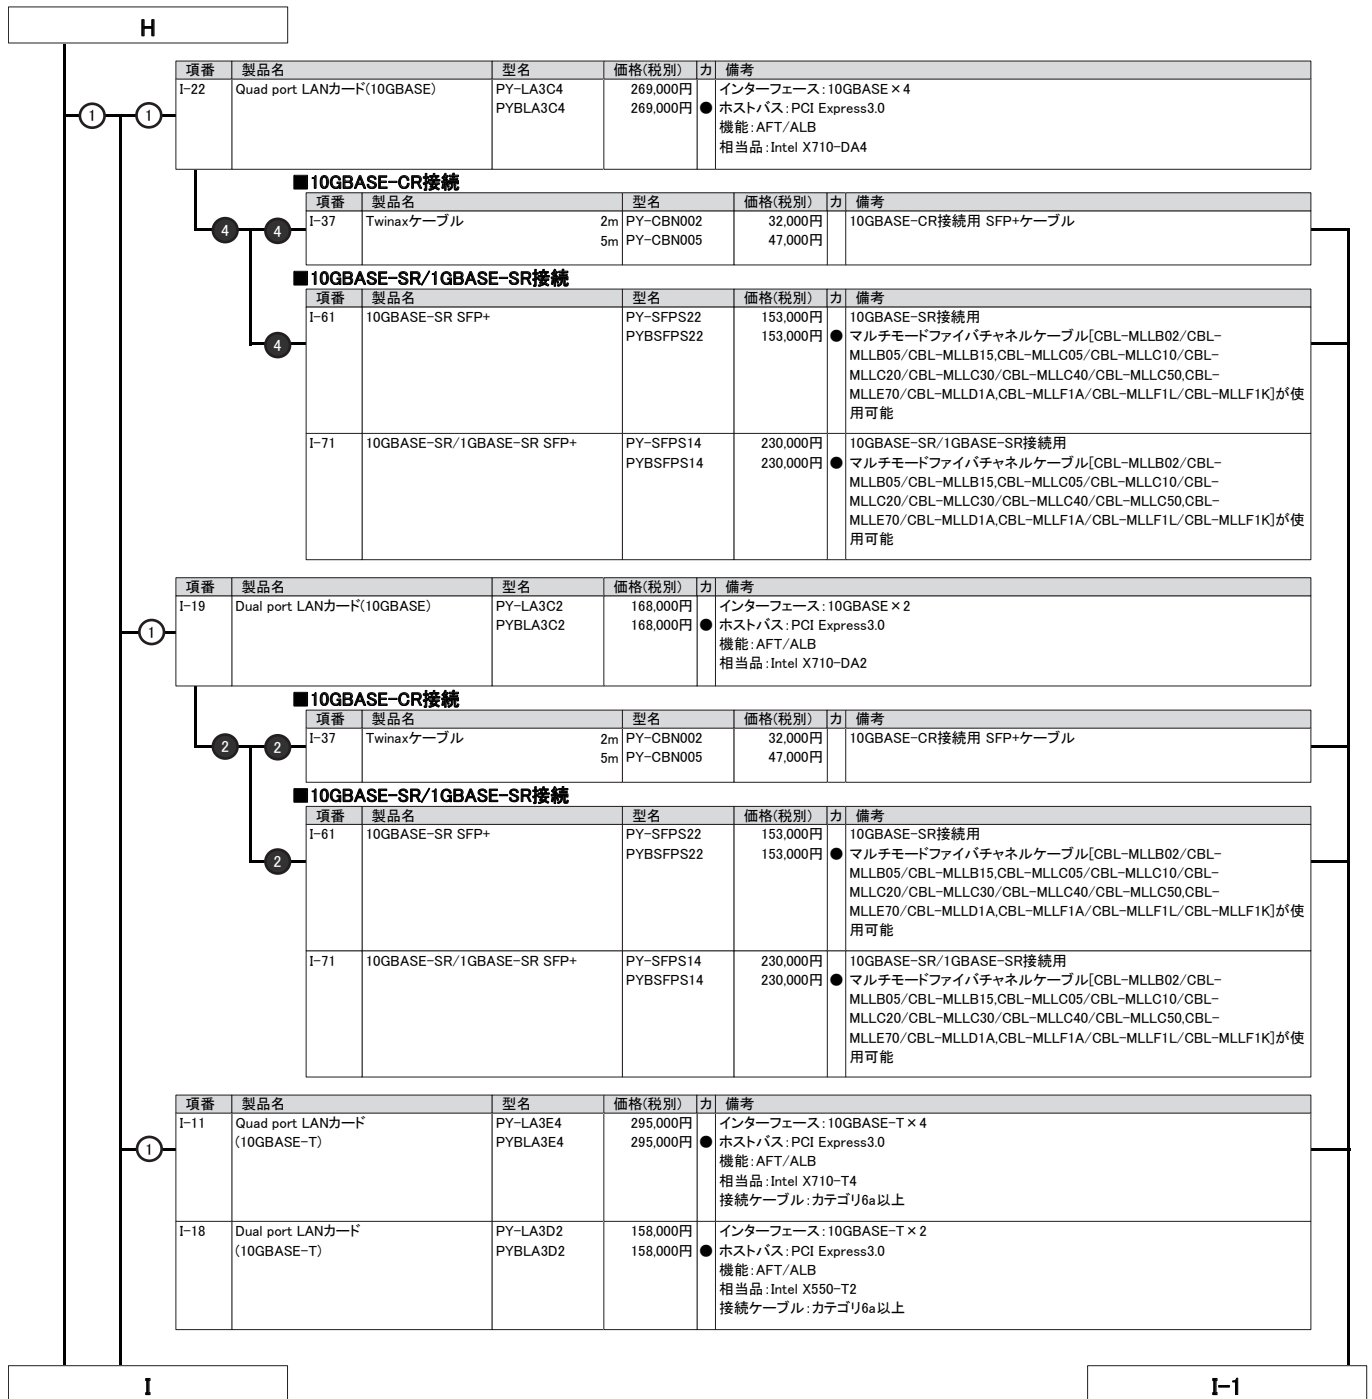 H
項番 製品名 型名 価格(税別) カ 備考
I-22 Quad port LANカード(10GBASE) PY-LA3C4 269,000円 インターフェース:10GBASE×4
① ① PYBLA3C4 269,000円 ● ホストバス:PCI Express3.0
機能:AFT/ALB
相当品:Intel X710-DA4
■10GBASE-CR接続
項番 製品名 型名 価格(税別) カ 備考
I-37 Twinaxケーブル 2m PY-CBN002 32,000円 10GBASE-CR接続用 SFP+ケーブル
4 4 5m PY-CBN005 47,000円
■10GBASE-SR/1GBASE-SR接続
項番 製品名 型名 価格(税別) カ 備考
I-61 10GBASE-SR SFP+ PY-SFPS22 153,000円 10GBASE-SR接続用
4 PYBSFPS22 153,000円 ● マルチモードファイバチャネルケーブル[CBL-MLLB02/CBL-
MLLB05/CBL-MLLB15,CBL-MLLC05/CBL-MLLC10/CBL-
MLLC20/CBL-MLLC30/CBL-MLLC40/CBL-MLLC50,CBL-
MLLE70/CBL-MLLD1A,CBL-MLLF1A/CBL-MLLF1L/CBL-MLLF1K]が使
用可能
I-71 10GBASE-SR/1GBASE-SR SFP+ PY-SFPS14 230,000円 10GBASE-SR/1GBASE-SR接続用
PYBSFPS14 230,000円 ● マルチモードファイバチャネルケーブル[CBL-MLLB02/CBL-
MLLB05/CBL-MLLB15,CBL-MLLC05/CBL-MLLC10/CBL-
MLLC20/CBL-MLLC30/CBL-MLLC40/CBL-MLLC50,CBL-
MLLE70/CBL-MLLD1A,CBL-MLLF1A/CBL-MLLF1L/CBL-MLLF1K]が使
用可能
項番 製品名 型名 価格(税別) カ 備考
I-19 Dual port LANカード(10GBASE) PY-LA3C2 168,000円 インターフェース:10GBASE×2
① PYBLA3C2 168,000円 ● ホストバス:PCI Express3.0
機能:AFT/ALB
相当品:Intel X710-DA2
■10GBASE-CR接続
項番 製品名 型名 価格(税別) カ 備考
I-37 Twinaxケーブル 2m PY-CBN002 32,000円 10GBASE-CR接続用 SFP+ケーブル
2 2 5m PY-CBN005 47,000円
■10GBASE-SR/1GBASE-SR接続
項番 製品名 型名 価格(税別) カ 備考
I-61 10GBASE-SR SFP+ PY-SFPS22 153,000円 10GBASE-SR接続用
2 PYBSFPS22 153,000円 ● マルチモードファイバチャネルケーブル[CBL-MLLB02/CBL-
MLLB05/CBL-MLLB15,CBL-MLLC05/CBL-MLLC10/CBL-
MLLC20/CBL-MLLC30/CBL-MLLC40/CBL-MLLC50,CBL-
MLLE70/CBL-MLLD1A,CBL-MLLF1A/CBL-MLLF1L/CBL-MLLF1K]が使
用可能
I-71 10GBASE-SR/1GBASE-SR SFP+ PY-SFPS14 230,000円 10GBASE-SR/1GBASE-SR接続用
PYBSFPS14 230,000円 ● マルチモードファイバチャネルケーブル[CBL-MLLB02/CBL-
MLLB05/CBL-MLLB15,CBL-MLLC05/CBL-MLLC10/CBL-
MLLC20/CBL-MLLC30/CBL-MLLC40/CBL-MLLC50,CBL-
MLLE70/CBL-MLLD1A,CBL-MLLF1A/CBL-MLLF1L/CBL-MLLF1K]が使
用可能
項番 製品名 型名 価格(税別) カ 備考
I-11 Quad port LANカード PY-LA3E4 295,000円 インターフェース:10GBASE-T×4
① (10GBASE-T) PYBLA3E4 295,000円 ● ホストバス:PCI Express3.0
機能:AFT/ALB
相当品:Intel X710-T4
接続ケーブル:カテゴリ6a以上
I-18 Dual port LANカード PY-LA3D2 158,000円 インターフェース:10GBASE-T×2
(10GBASE-T) PYBLA3D2 158,000円 ● ホストバス:PCI Express3.0
機能:AFT/ALB
相当品:Intel X550-T2
接続ケーブル:カテゴリ6a以上
I I-1